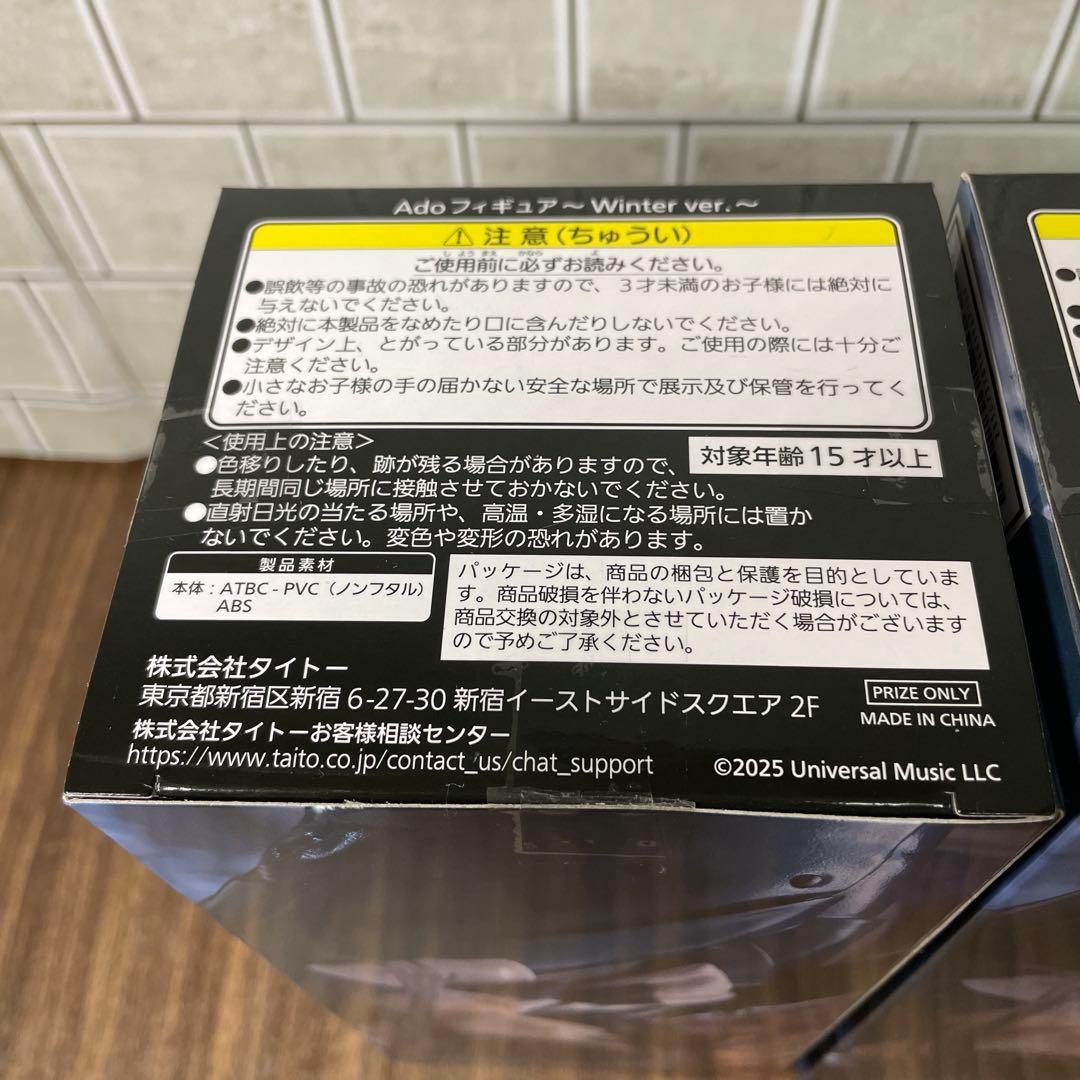 Adoフィギュア～Winter ver.～
⚠注意(ちゅうい)
ご使用前に必ずお読みください。
●誤飲等の事故の恐れがありますので、３才未満のお子様には絶対に
与えないでください。
●絶対に本製品をなめたり口に含んだりしないでください。
●デザイン上、とがっている部分があります。ご使用の際には十分ご
注意ください。
●小さなお子様の手の届かない安全な場所で展示及び保管を行ってく
ださい。
＜使用上の注意＞
●色移りしたり、跡が残る場合がありますので、
長期間同じ場所に接触させておかないでください。
対象年齢15才以上
●直射日光の当たる場所や、高温・多湿になる場所には置か
ないでください。変色や変形の恐れがあります。
製品素材
本体：ATBC-PVC（ノンフタル）
ABS
パッケージは、商品の梱包と保護を目的としていま
す。商品破損を伴わないパッケージ破損については、
商品交換の対象外とさせていただく場合がございます
ので予めご了承ください。
株式会社タイトー
東京都新宿区新宿6-27-30 新宿イーストサイドスクエア 2F
株式会社タイトーお客様相談センター
https://www.taito.co.jp/contact_us/chat_support
PRIZE ONLY
MADE IN CHINA
©2025 Universal Music LLC